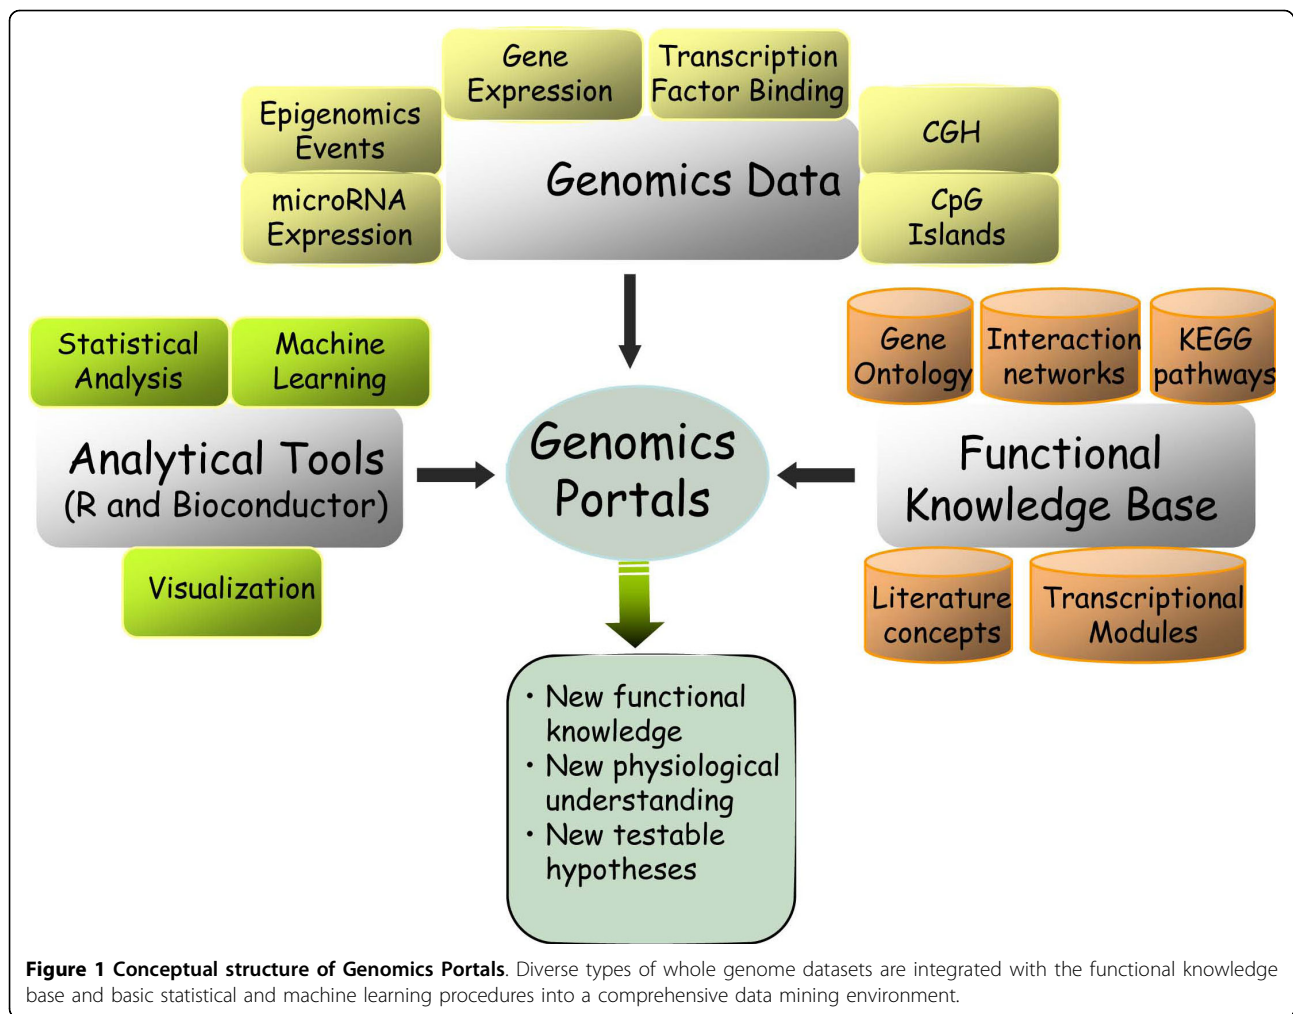 Gene
Expression
Transcription
Factor Binding
Epigenomics
Events
CGH
microRNA
Expression
CpG
Islands
Genomics Data
Statistical
Analysis
Machine
Learning
Analytical Tools
(R and Bioconductor)
Visualization
Genomics
Portals
Gene
Ontology
Interaction
networks
KEGG
pathways
Functional
Knowledge Base
Literature
concepts
Transcriptional
Modules
• New functional
knowledge
• New physiological
understanding
• New testable
hypotheses
Figure 1 Conceptual structure of Genomics Portals. Diverse types of whole genome datasets are integrated with the functional knowledge
base and basic statistical and machine learning procedures into a comprehensive data mining environment.